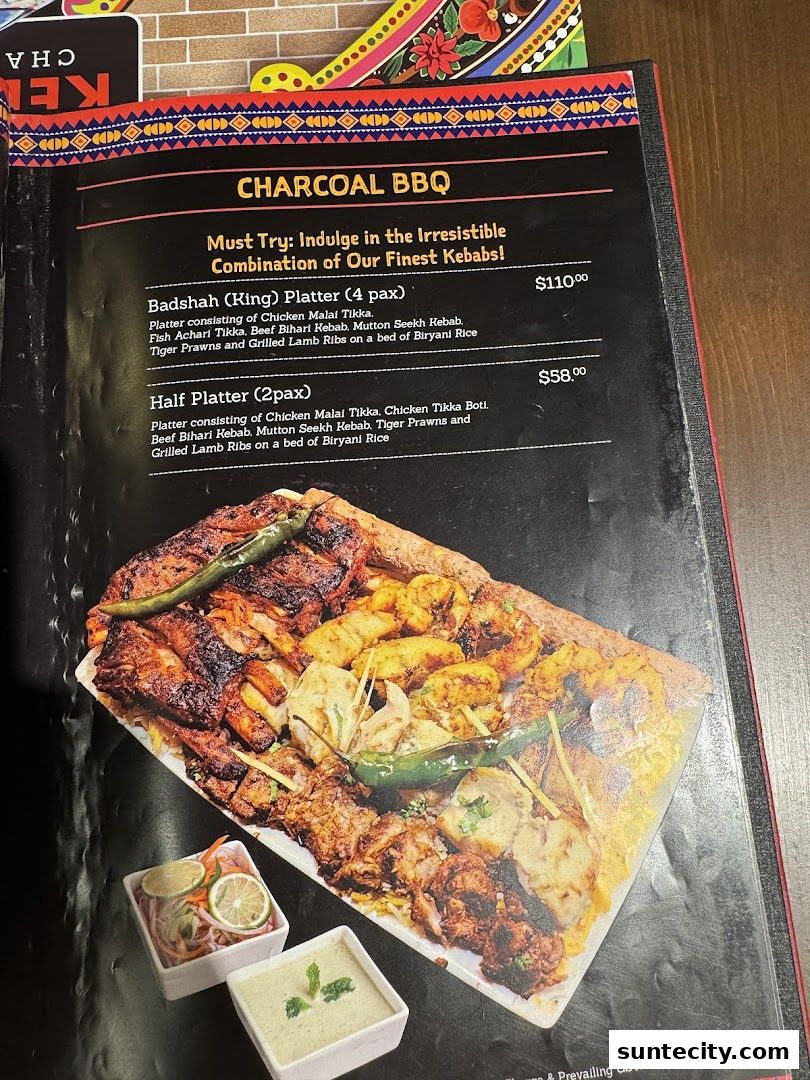 CHA
KE
CHARCOAL BBQ
Must Try: Indulge in the Irresistible
Combination of Our Finest Kebabs!
Badshah (King) Platter (4 pax) $110.00
Platter consisting of Chicken Malai Tikka,
Fish Achari Tikka, Beef Bihari Kebab, Mutton Seekh Kebab,
Tiger Prawns and Grilled Lamb Ribs on a bed of Biryani Rice
Half Platter (2pax) $58.00
Platter consisting of Chicken Malai Tikka, Chicken Tikka Boti,
Beef Bihari Kebab, Mutton Seekh Kebab, Tiger Prawns and
Grilled Lamb Ribs on a bed of Biryani Rice
& Prevailing
suntecity.com